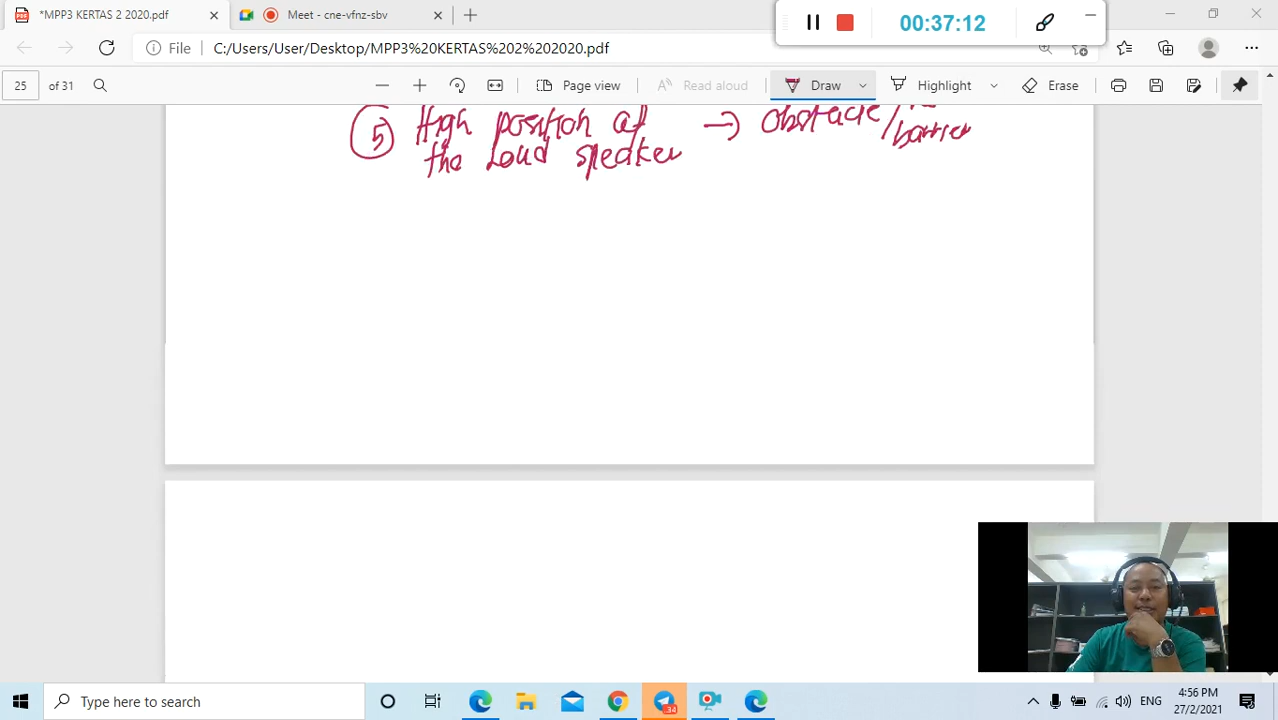 *MPP3 KERTAS 2 2020.pdf
Meet - cne-vfnz-sbv
00:37:12
File
C:/Users/User/Desktop/MPP3%20KERTAS%202%202020.pdf
25 of 31
Page view
Read aloud
Draw
Highlight
Erase
5 High position of → obstacle/
the Loud speaker
barrier
34
Type here to search
ENG
4:56 PM
27/2/2021